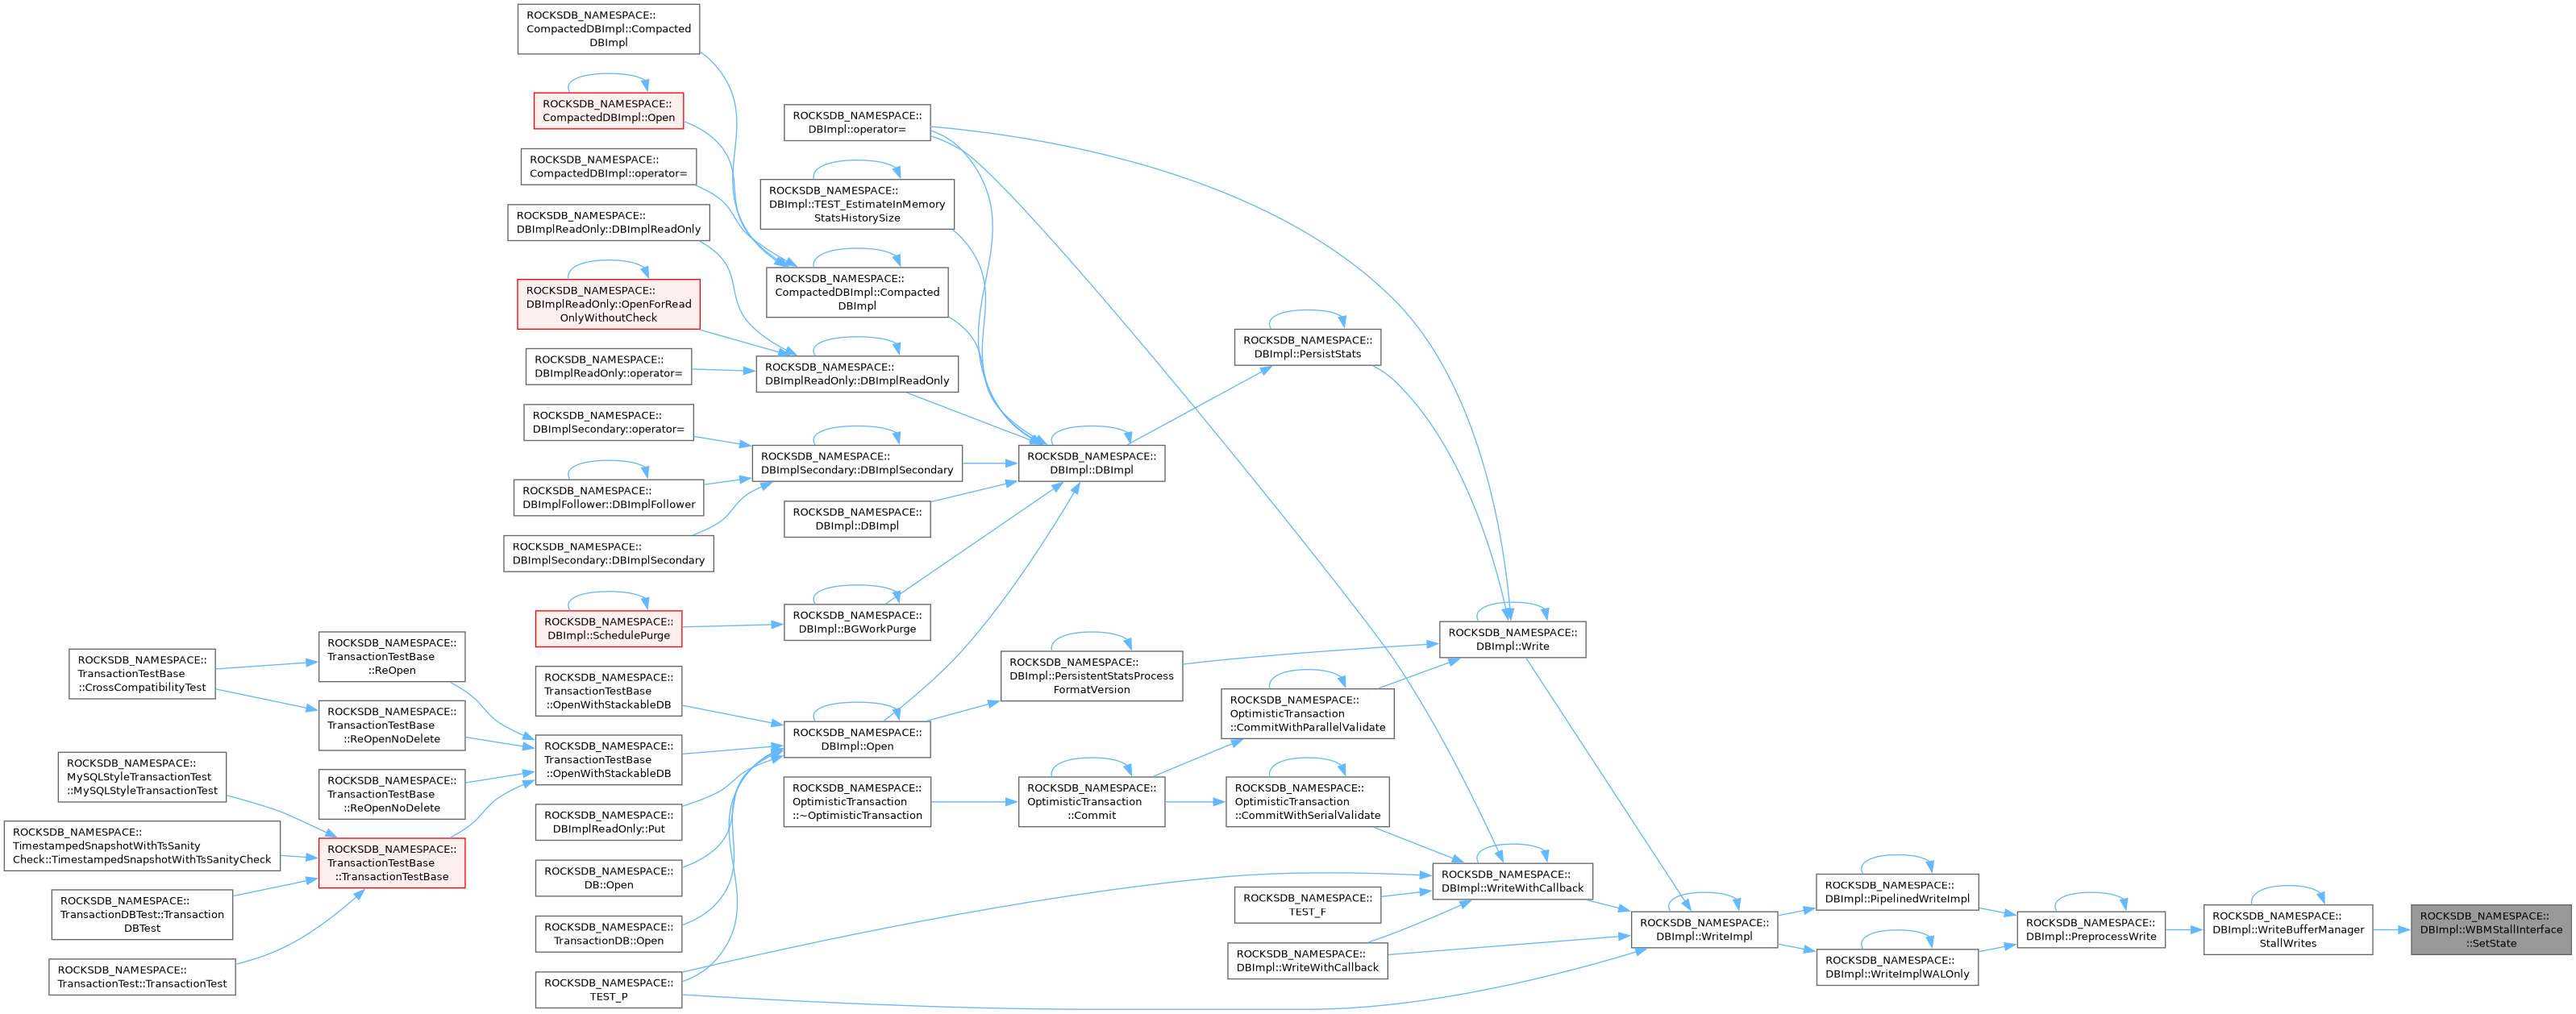 ROCKSDB_NAMESPACE::
CompactedDBImpl::Compacted
DBImpl
ROCKSDB_NAMESPACE::
CompactedDBImpl::Open
ROCKSDB_NAMESPACE::
CompactedDBImpl::operator=
ROCKSDB_NAMESPACE::
DBImplReadOnly::DBImplReadOnly
ROCKSDB_NAMESPACE::
DBImplReadOnly::OpenForRead
OnlyWithoutCheck
ROCKSDB_NAMESPACE::
DBImplReadOnly::operator=
ROCKSDB_NAMESPACE::
DBImplSecondary::operator=
ROCKSDB_NAMESPACE::
DBImplFollower::DBImplFollower
ROCKSDB_NAMESPACE::
DBImplSecondary::DBImplSecondary
ROCKSDB_NAMESPACE::
DBImpl::SchedulePurge
ROCKSDB_NAMESPACE::
TransactionTestBase
::OpenWithStackableDB
ROCKSDB_NAMESPACE::
TransactionTestBase
::OpenWithStackableDB
ROCKSDB_NAMESPACE::
DBImplReadOnly::Put
ROCKSDB_NAMESPACE::
DB::Open
ROCKSDB_NAMESPACE::
TransactionDB::Open
ROCKSDB_NAMESPACE::
TEST_P
ROCKSDB_NAMESPACE::
TransactionTestBase
::ReOpen
ROCKSDB_NAMESPACE::
TransactionTestBase
::ReOpenNoDelete
ROCKSDB_NAMESPACE::
TransactionTestBase
::ReOpenNoDelete
ROCKSDB_NAMESPACE::
TransactionTestBase
::TransactionTestBase
ROCKSDB_NAMESPACE::
TransactionTestBase
::CrossCompatibilityTest
ROCKSDB_NAMESPACE::
MySQLStyleTransactionTest
::MySQLStyleTransactionTest
ROCKSDB_NAMESPACE::
TimestampedSnapshotWithTsSanity
Check::TimestampedSnapshotWithTsSanityCheck
ROCKSDB_NAMESPACE::
TransactionDBTest::Transaction
DBTest
ROCKSDB_NAMESPACE::
TransactionTest::TransactionTest
ROCKSDB_NAMESPACE::
DBImpl::operator=
ROCKSDB_NAMESPACE::
DBImpl::TEST_EstimateInMemory
StatsHistorySize
ROCKSDB_NAMESPACE::
CompactedDBImpl::Compacted
DBImpl
ROCKSDB_NAMESPACE::
DBImplReadOnly::DBImplReadOnly
ROCKSDB_NAMESPACE::
DBImplSecondary::DBImplSecondary
ROCKSDB_NAMESPACE::
DBImpl::DBImpl
ROCKSDB_NAMESPACE::
DBImpl::BGWorkPurge
ROCKSDB_NAMESPACE::
DBImpl::Open
ROCKSDB_NAMESPACE::
OptimisticTransaction
::~OptimisticTransaction
ROCKSDB_NAMESPACE::
DBImpl::DBImpl
ROCKSDB_NAMESPACE::
DBImpl::PersistentStatsProcess
FormatVersion
ROCKSDB_NAMESPACE::
OptimisticTransaction
::Commit
ROCKSDB_NAMESPACE::
DBImpl::PersistStats
ROCKSDB_NAMESPACE::
OptimisticTransaction
::CommitWithParallelValidate
ROCKSDB_NAMESPACE::
OptimisticTransaction
::CommitWithSerialValidate
ROCKSDB_NAMESPACE::
TEST_F
ROCKSDB_NAMESPACE::
DBImpl::WriteWithCallback
ROCKSDB_NAMESPACE::
DBImpl::Write
ROCKSDB_NAMESPACE::
DBImpl::WriteWithCallback
ROCKSDB_NAMESPACE::
DBImpl::WriteImpl
ROCKSDB_NAMESPACE::
DBImpl::PipelinedWriteImpl
ROCKSDB_NAMESPACE::
DBImpl::WriteImplWALOnly
ROCKSDB_NAMESPACE::
DBImpl::PreprocessWrite
ROCKSDB_NAMESPACE::
DBImpl::WriteBufferManager
StallWrites
ROCKSDB_NAMESPACE::
DBImpl::WBMStallInterface
::SetState